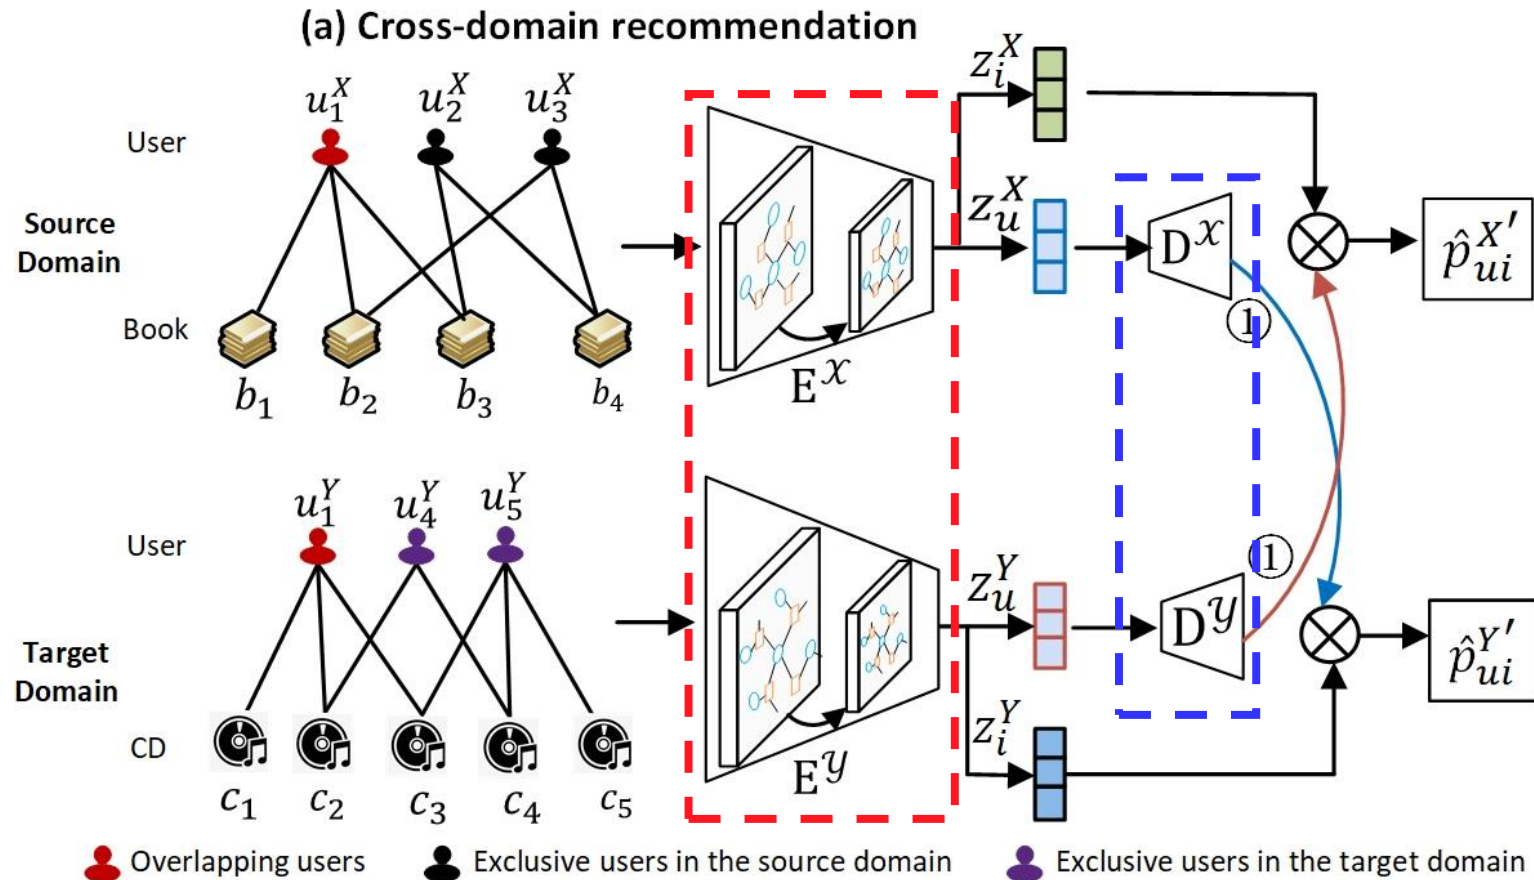 (a) Cross-domain recommendation
User
u₁ˣ u₂ˣ u₃ˣ
Source
Domain
Book
b₁ b₂ b₃ b₄
Eˣ
zᵢˣ
zᵤˣ
Dˣ
①
p̂ᵤᵢˣ′
User
u₁ʸ u₄ʸ u₅ʸ
Target
Domain
CD
c₁ c₂ c₃ c₄ c₅
Eʸ
zᵤʸ
zᵢʸ
Dʸ
①
p̂ᵤᵢʸ′
Overlapping users Exclusive users in the source domain Exclusive users in the target domain